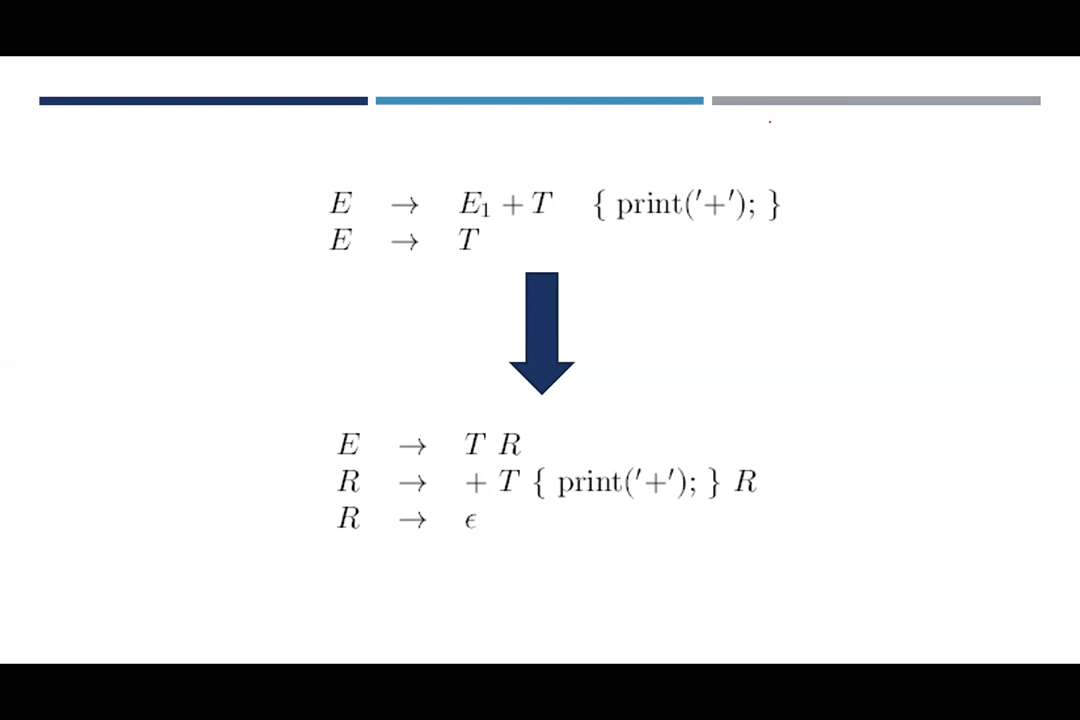 E → E₁ + T { print('+'); }
E → T
E → T R
R → + T { print('+'); } R
R → ϵ